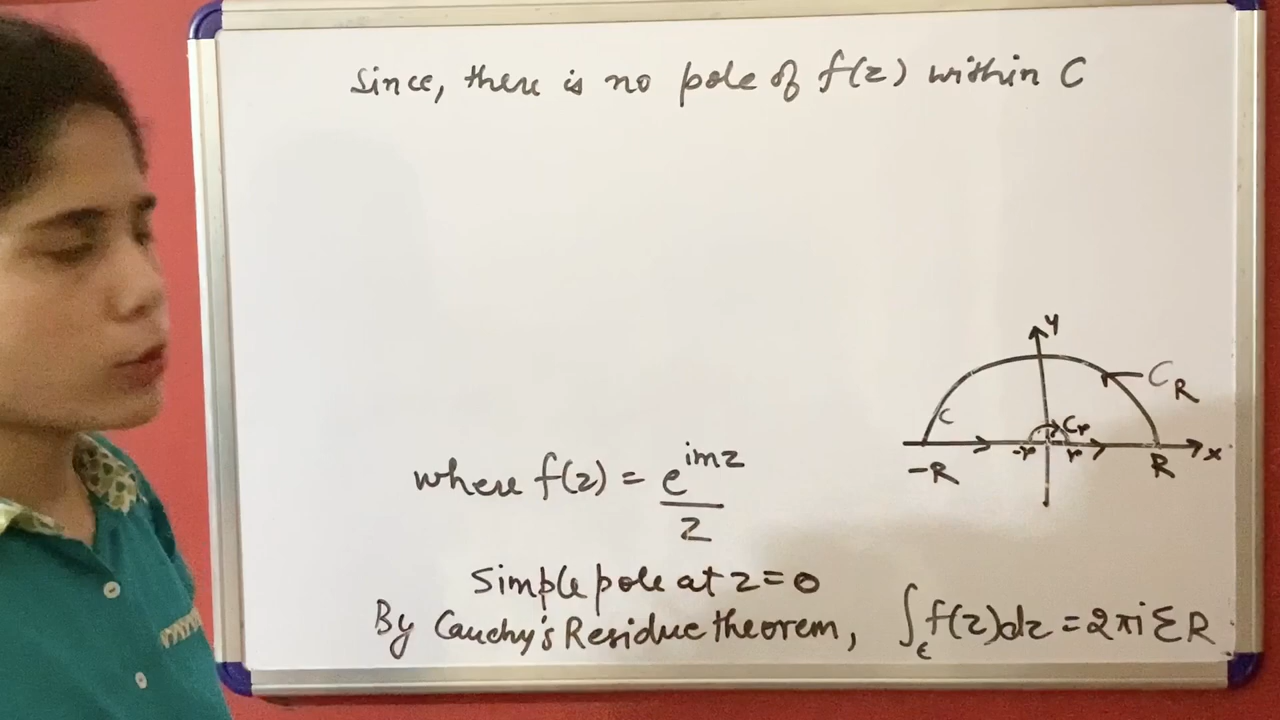 Since, there is no pole of f(z) within C
y
C_R
C
C_r
-R
-r
r
R
x
where f(z) = e^{imz}/z
Simple pole at z=0
By Cauchy's Residue theorem, ∫_c f(z)dz = 2πi ΣR